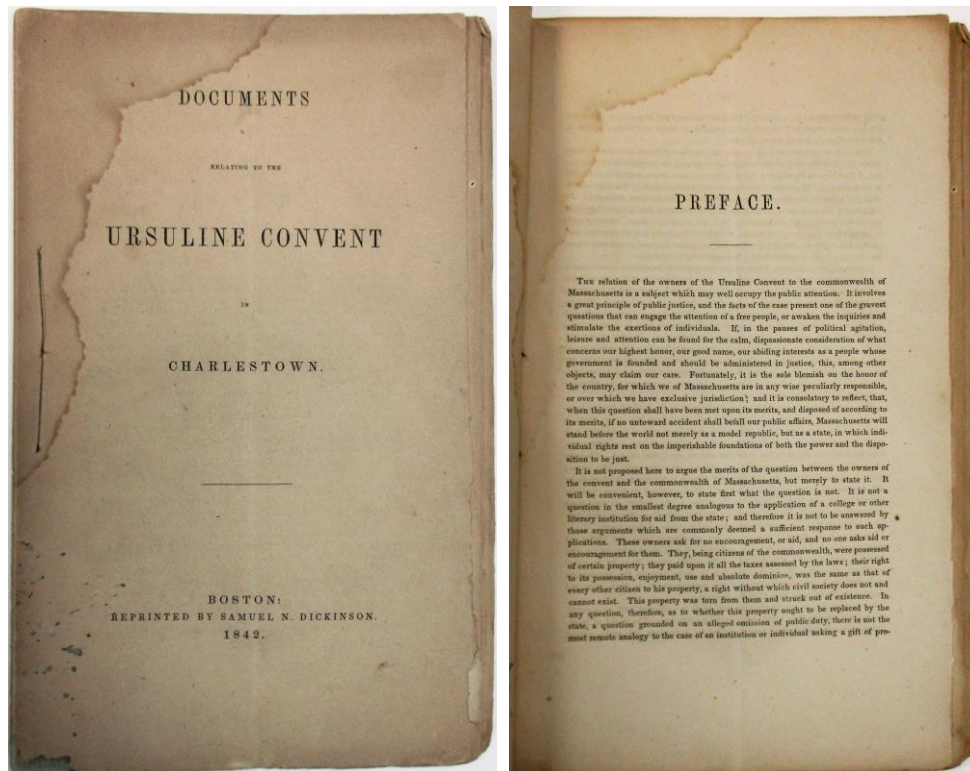 DOCUMENTS
RELATING TO THE
URSULINE CONVENT
IN
CHARLESTOWN.
BOSTON:
REPRINTED BY SAMUEL N. DICKINSON.
1842.
PREFACE.
THE relation of the owners of the Ursuline Convent to the commonwealth of
Massachusetts is a subject which may well occupy the public attention. It involves
a great principle of public justice, and the facts of the case present one of the gravest
questions that can engage the attention of a free people, or awaken the inquiries and
stimulate the exertions of individuals. If, in the pauses of political agitation,
leisure and attention can be found for the calm, dispassionate consideration of what
concerns our highest honor, our good name, our abiding interests as a people whose
government is founded and should be administered in justice, this, among other
objects, may claim our care. Fortunately, it is the sole blemish on the honor of
the country, for which we of Massachusetts are in any wise peculiarly responsible,
or over which we have exclusive jurisdiction; and it is consolatory to reflect, that,
when this question shall have been met upon its merits, and disposed of according to
its merits, if no untoward accident shall befall our public affairs, Massachusetts will
stand before the world not merely as a model republic, but as a state, in which indi-
vidual rights rest on the imperishable foundations of both the power and the dispo-
sition to be just.
It is not proposed here to argue the merits of the question between the owners of
the convent and the commonwealth of Massachusetts, but merely to state it. It
will be convenient, however, to state first what the question is not. It is not a
question in the smallest degree analogous to the application of a college or other
literary institution for aid from the state; and therefore it is not to be answered by
those arguments which are commonly deemed a sufficient response to such ap-
plications. These owners ask for no encouragement, or aid, and no one asks aid or
encouragement for them. They, being citizens of the commonwealth, were possessed
of certain property; they paid upon it all the taxes assessed by the laws; their right
to its possession, enjoyment, use and absolute dominion, was the same as that of
every other citizen to his property, a right without which civil society does not and
cannot exist. This property was torn from them and struck out of existence. In
any question, therefore, as to whether this property ought to be replaced by the
state, a question grounded on an alleged omission of public duty, there is not the
most remote analogy to the case of an institution or individual asking a gift of pro-